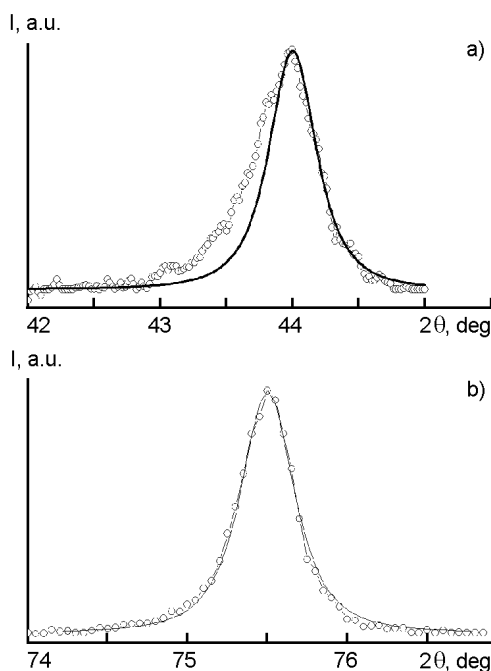 I, a.u.
a)
42 43 44 2θ, deg
I, a.u.
b)
74 75 76 2θ, deg